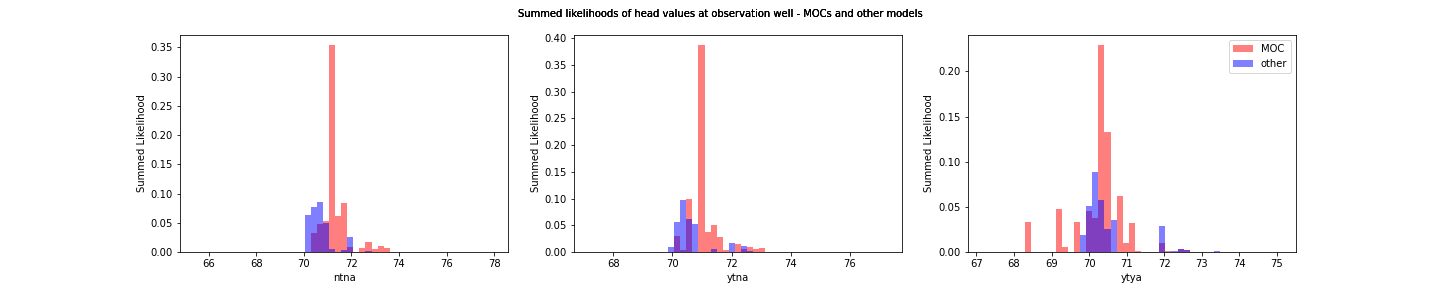 Summed likelihoods of head values at observation well - MOCs and other models
Summed Likelihood
0.35
0.30
0.25
0.20
0.15
0.10
0.05
0.00
66 68 70 72 74 76 78
ntna
Summed Likelihood
0.40
0.35
0.30
0.25
0.20
0.15
0.10
0.05
0.00
68 70 72 74 76
ytna
Summed Likelihood
0.20
0.15
0.10
0.05
0.00
67 68 69 70 71 72 73 74 75
ytya
MOC
other